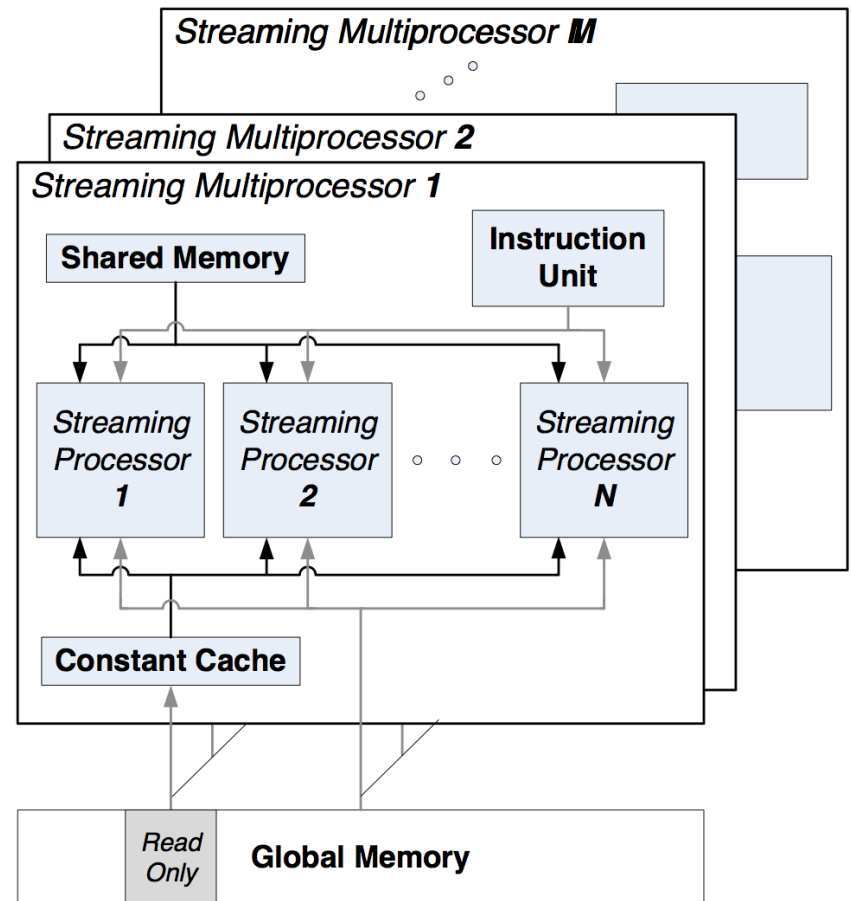 Streaming Multiprocessor M
Streaming Multiprocessor 2
Streaming Multiprocessor 1
Shared Memory
Instruction
Unit
Streaming
Processor
1
Streaming
Processor
2
Streaming
Processor
N
Constant Cache
Read
Only
Global Memory